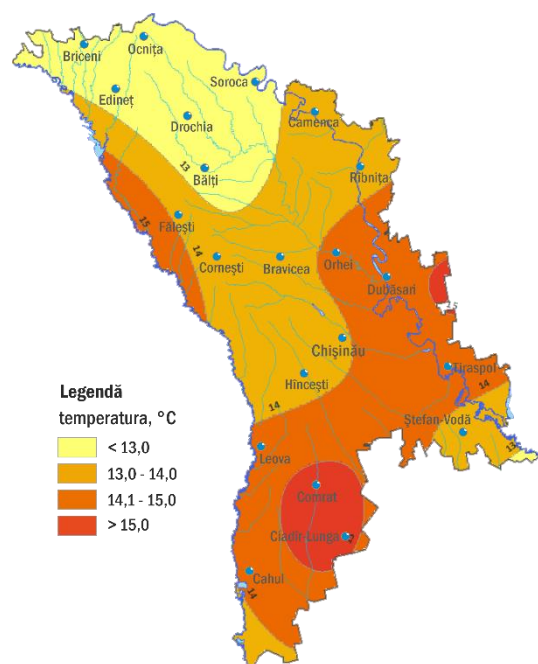 Ocnița
Briceni
Soroca
Edineț
Camenca
Drochia
13
Bălți
Rîbnița
15
Fălești
14
Cornești
Bravicea
Orhei
Dubăsari
15
Chişinău
Tiraspol
Hîncești
14
14
Ștefan-Vodă
13
Leova
Comrat
Ciadîr-Lunga
Cahul
14
Legendă
temperatura, °C
< 13,0
13,0 - 14,0
14,1 - 15,0
> 15,0